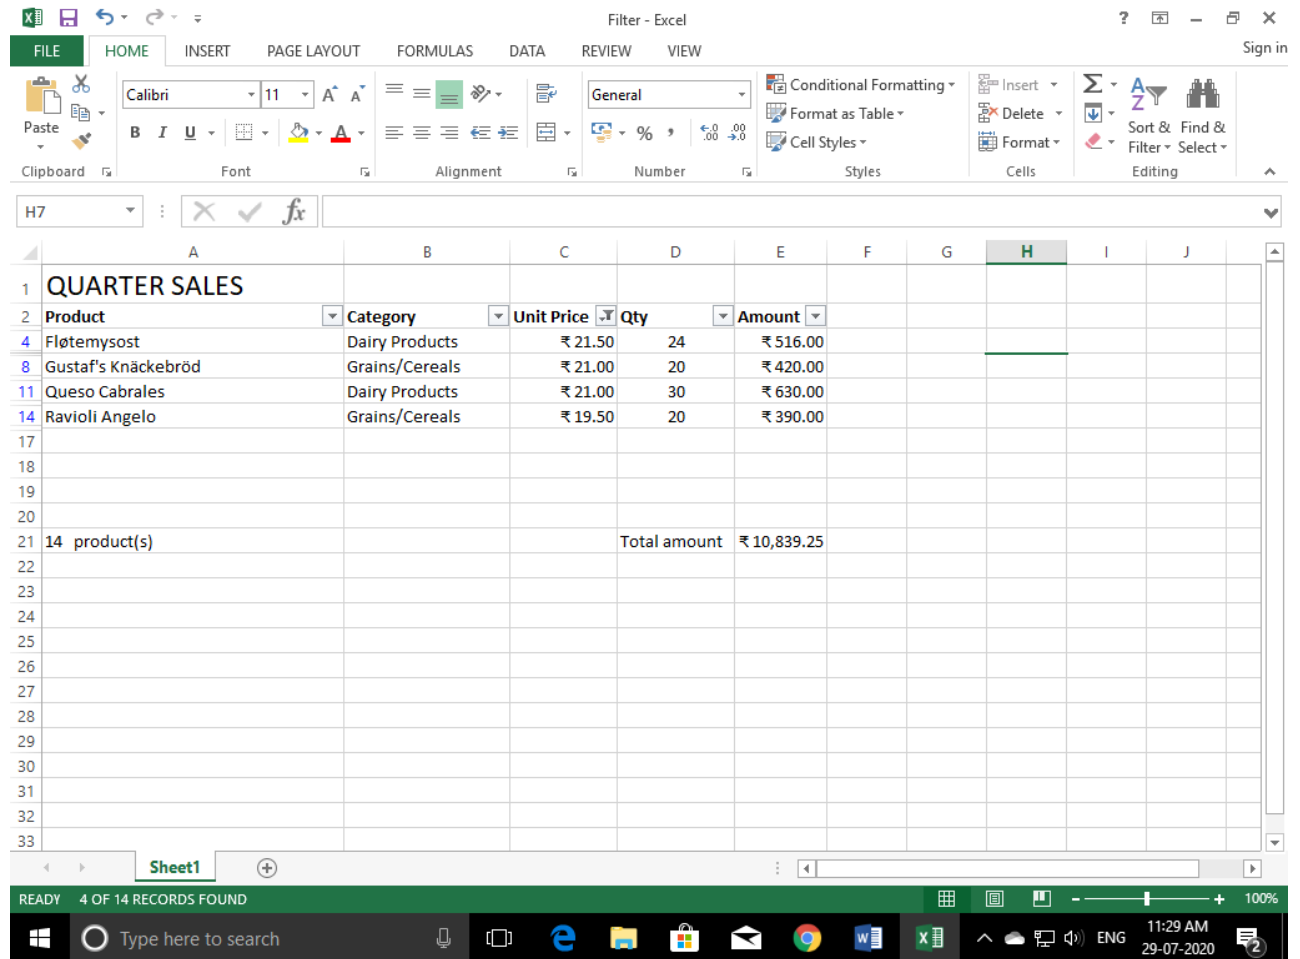 Filter - Excel ?
FILE HOME INSERT PAGE LAYOUT FORMULAS DATA REVIEW VIEW Sign in
Paste Calibri 11 A A General Conditional Formatting Insert Σ A Z
B I U A % , Format as Table Delete Sort & Filter Find & Select
.00 .0 Cell Styles Format
Clipboard Font Alignment Number Styles Cells Editing
H7 fx
A B C D E F G H I J
1 QUARTER SALES
2 Product Category Unit Price Qty Amount
4 Fløtemysost Dairy Products ₹ 21.50 24 ₹ 516.00
8 Gustaf's Knäckebröd Grains/Cereals ₹ 21.00 20 ₹ 420.00
11 Queso Cabrales Dairy Products ₹ 21.00 30 ₹ 630.00
14 Ravioli Angelo Grains/Cereals ₹ 19.50 20 ₹ 390.00
17
18
19
20
21 14 product(s) Total amount ₹ 10,839.25
22
23
24
25
26
27
28
29
30
31
32
33
Sheet1
READY 4 OF 14 RECORDS FOUND 100%
Type here to search ENG 11:29 AM
29-07-2020 2